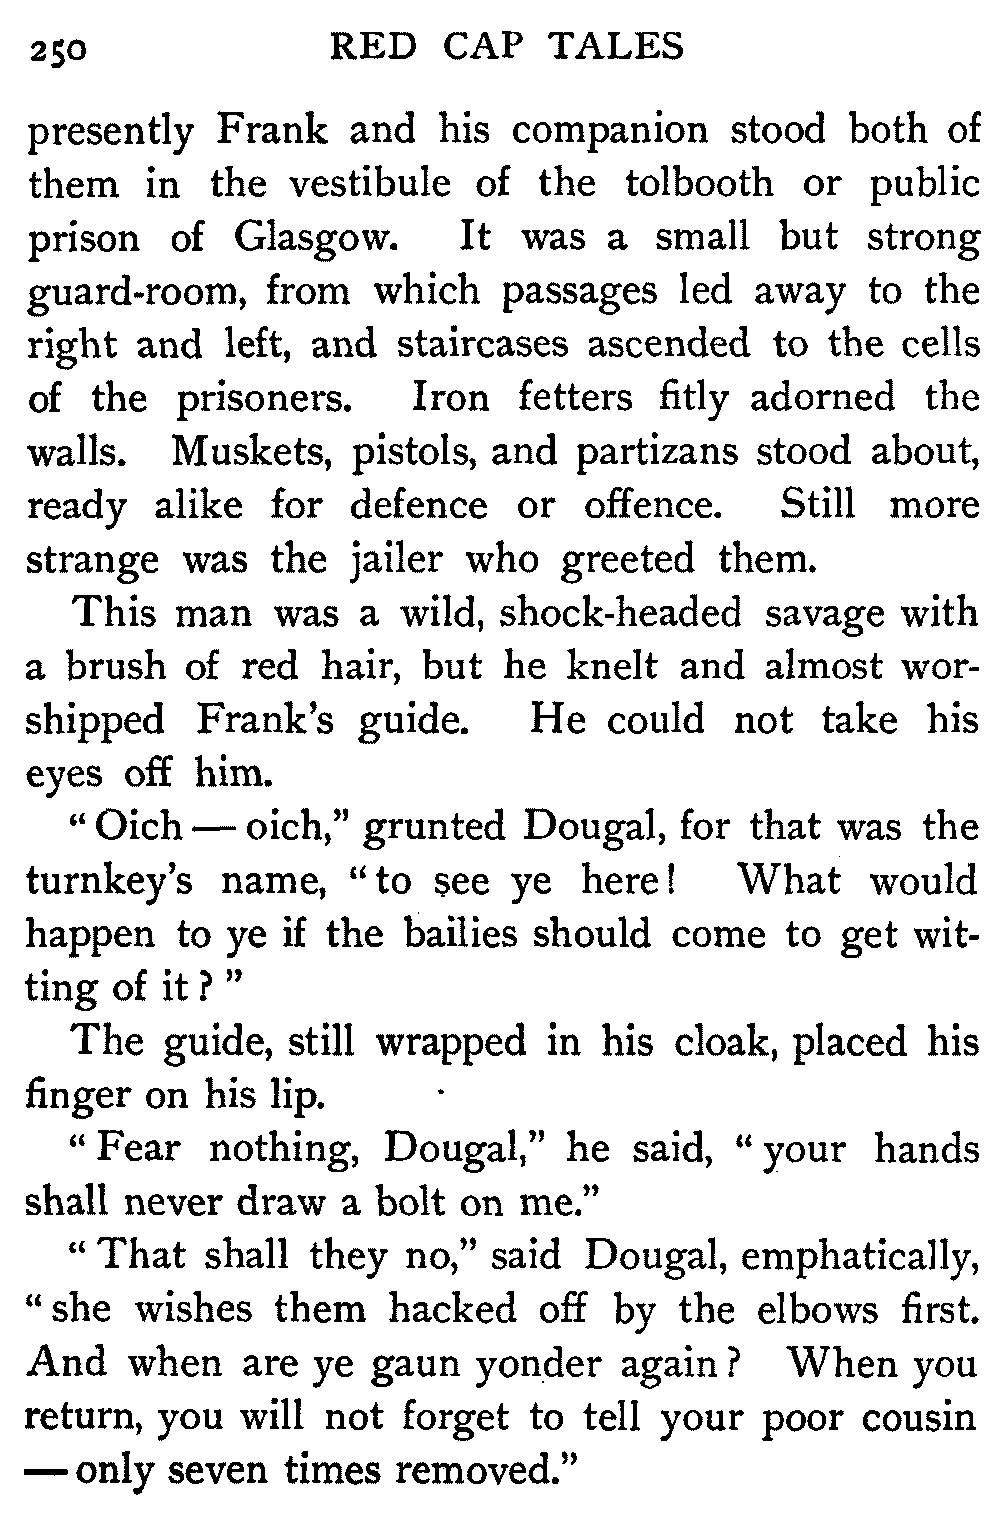 250 RED CAP TALES
presently Frank and his companion stood both of
them in the vestibule of the tolbooth or public
prison of Glasgow. It was a small but strong
guard-room, from which passages led away to the
right and left, and staircases ascended to the cells
of the prisoners. Iron fetters fitly adorned the
walls. Muskets, pistols, and partizans stood about,
ready alike for defence or offence. Still more
strange was the jailer who greeted them.
This man was a wild, shock-headed savage with
a brush of red hair, but he knelt and almost wor-
shipped Frank's guide. He could not take his
eyes off him.
"Oich — oich," grunted Dougal, for that was the
turnkey's name, "to see ye here! What would
happen to ye if the bailies should come to get wit-
ting of it?"
The guide, still wrapped in his cloak, placed his
finger on his lip.
"Fear nothing, Dougal," he said, "your hands
shall never draw a bolt on me."
"That shall they no," said Dougal, emphatically,
"she wishes them hacked off by the elbows first.
And when are ye gaun yonder again? When you
return, you will not forget to tell your poor cousin
— only seven times removed."